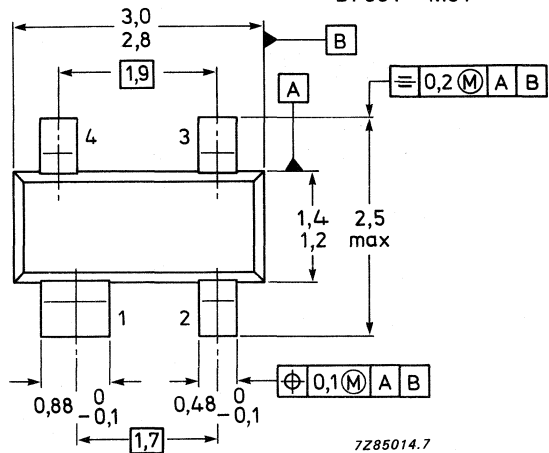 3,0
2,8
B
1,9
A
⌯ 0,2 Ⓜ A B
4
3
1,4
1,2
2,5
max
1
2
⌖ 0,1 Ⓜ A B
0,88 0 -0,1
0,48 0 -0,1
1,7
7Z85014.7